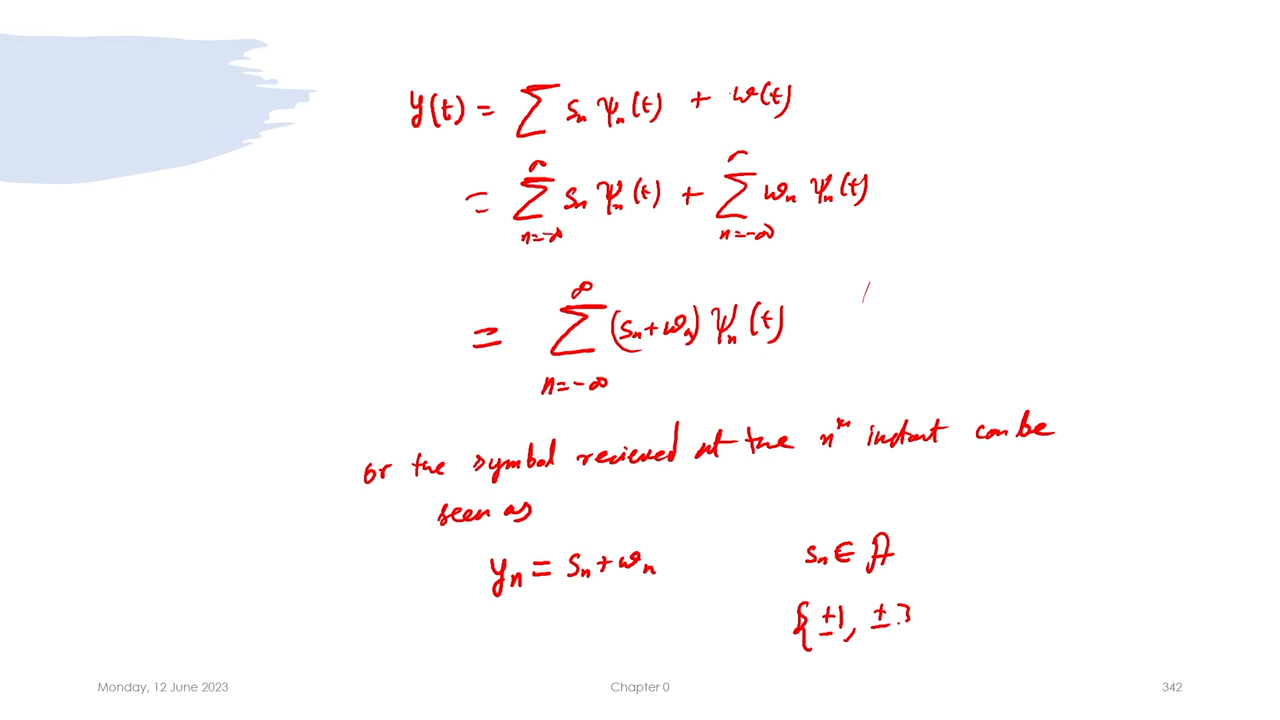 y(t) = ∑ sₙ ψₙ(t) + w(t)
= ∑_{n=-∞}^{∞} sₙ ψₙ(t) + ∑_{n=-∞}^{∞} wₙ ψₙ(t)
= ∑_{n=-∞}^{∞} (sₙ + wₙ) ψₙ(t)
or the symbol recieved at the nᵗʰ instant can be
seen as
yₙ = sₙ + wₙ sₙ ∈ A
{ ±1, ±3
Monday, 12 June 2023 Chapter 0 342